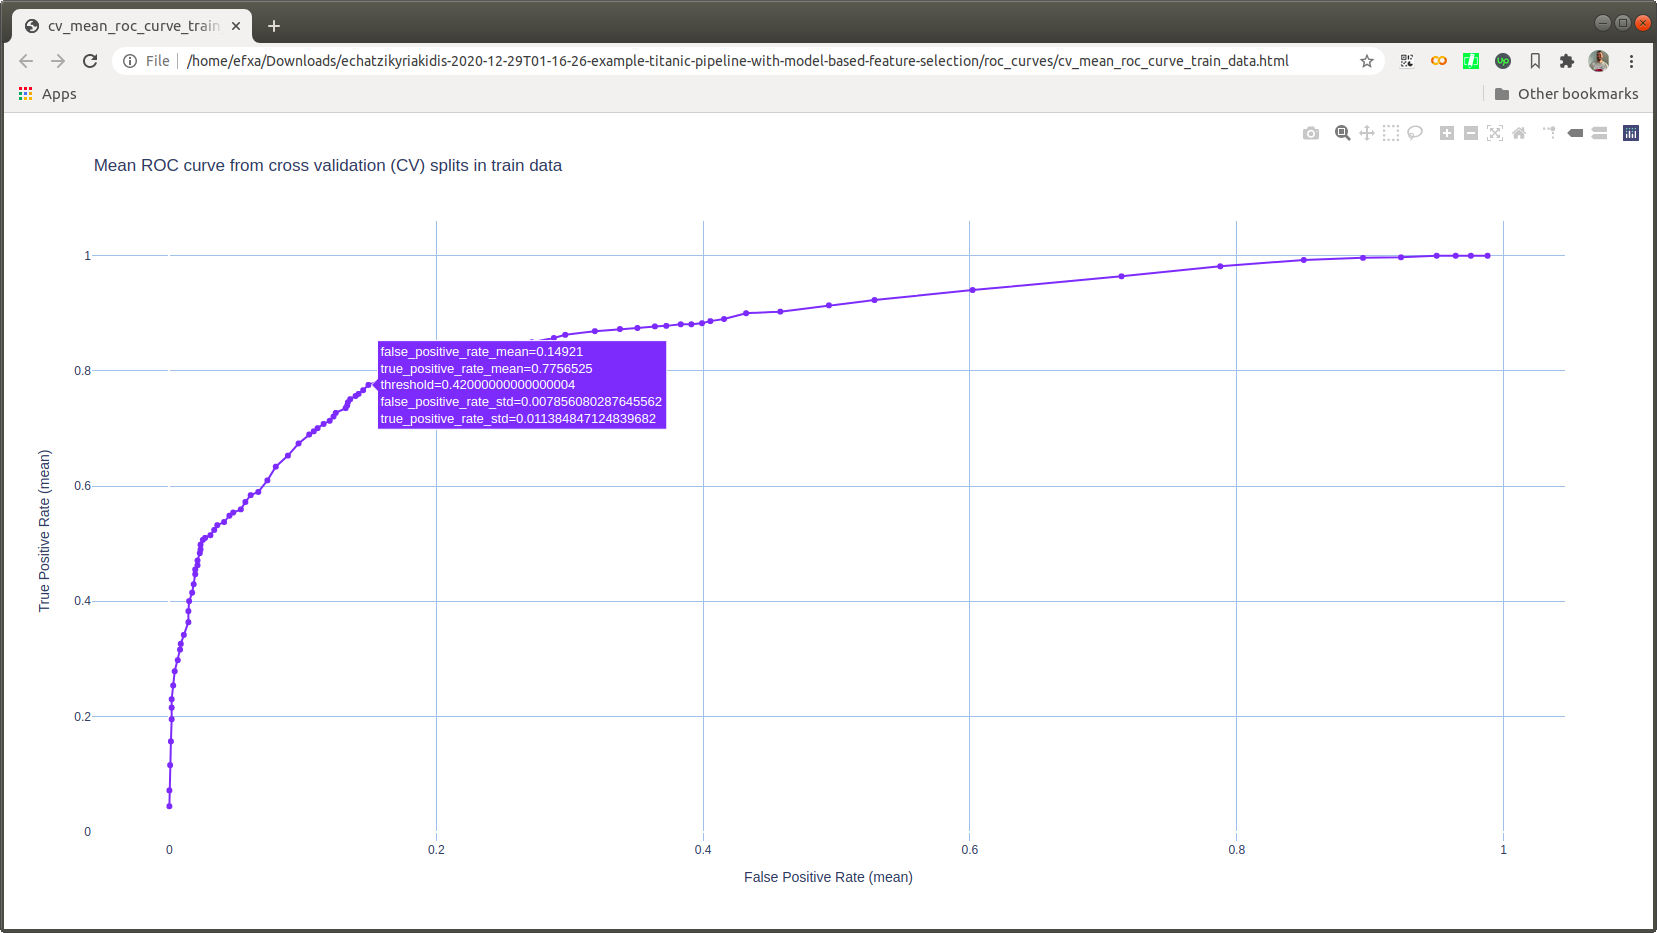 cv_mean_roc_curve_train
File
/home/efxa/Downloads/echatzikyriakidis-2020-12-29T01-16-26-example-titanic-pipeline-with-model-based-feature-selection/roc_curves/cv_mean_roc_curve_train_data.html
Up
Apps
Other bookmarks
Mean ROC curve from cross validation (CV) splits in train data
1
0.8
0.6
0.4
0.2
0
True Positive Rate (mean)
false_positive_rate_mean=0.14921
true_positive_rate_mean=0.7756525
threshold=0.42000000000000004
false_positive_rate_std=0.007856080287645562
true_positive_rate_std=0.011384847124839682
0 0.2 0.4 0.6 0.8 1
False Positive Rate (mean)